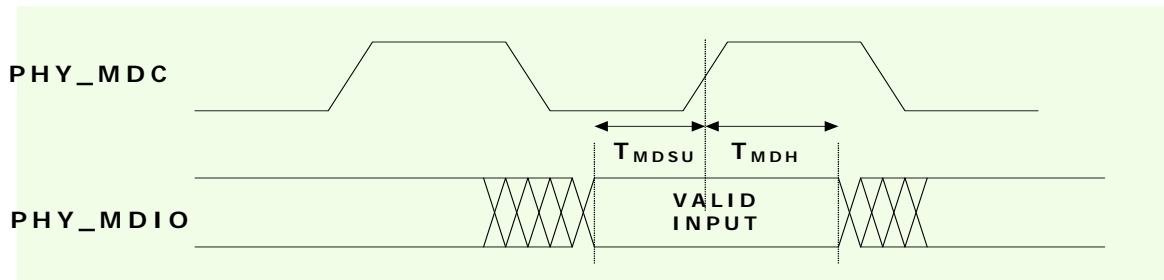 PHY_MDC
TMDSU TMDH
VALID
INPUT
PHY_MDIO